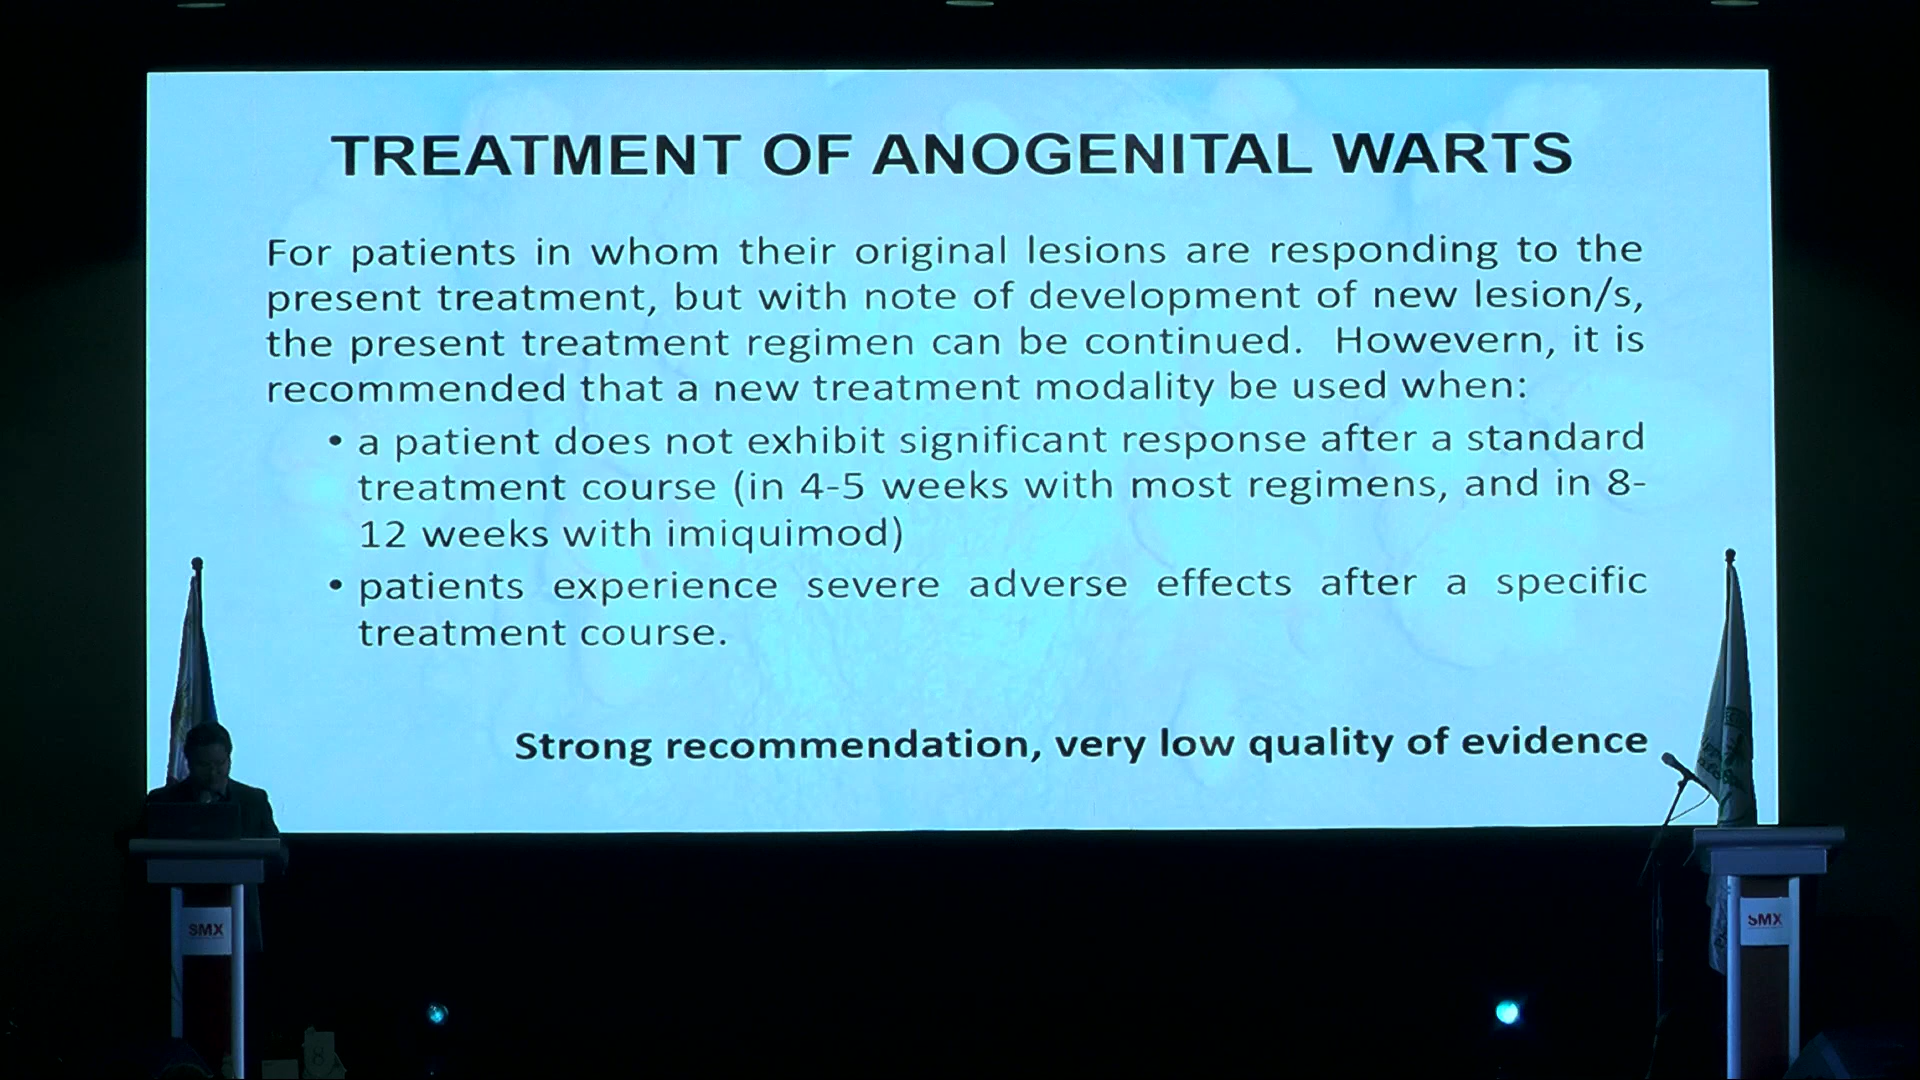 TREATMENT OF ANOGENITAL WARTS
For patients in whom their original lesions are responding to the
present treatment, but with note of development of new lesion/s,
the present treatment regimen can be continued. Howevern, it is
recommended that a new treatment modality be used when:
• a patient does not exhibit significant response after a standard
treatment course (in 4-5 weeks with most regimens, and in 8-
12 weeks with imiquimod)
• patients experience severe adverse effects after a specific
treatment course.
Strong recommendation, very low quality of evidence
SMX
SMX
8